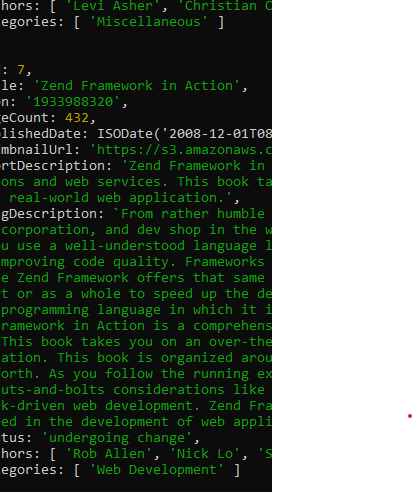 hors: [ 'Levi Asher', 'Christian C
egories: [ 'Miscellaneous' ]
: 7,
le: 'Zend Framework in Action',
n: '1933988320',
geCount: 432,
blishedDate: ISODate('2008-12-01T08
mbnailUrl: 'https://s3.amazonaws.c
ortDescription: 'Zend Framework in
ons and web services. This book ta
real-world web application.',
gDescription: `From rather humble
corporation, and dev shop in the w
u use a well-understood language l
mproving code quality. Frameworks
e Zend Framework offers that same
t or as a whole to speed up the de
programming language in which it i
ramework in Action is a comprehens
This book takes you on an over-the
ation. This book is organized arou
orth. As you follow the running ex
uts-and-bolts considerations like
k-driven web development. Zend Fra
ed in the development of web appli
tus: 'undergoing change',
hors: [ 'Rob Allen', 'Nick Lo', 'S
egories: [ 'Web Development' ]